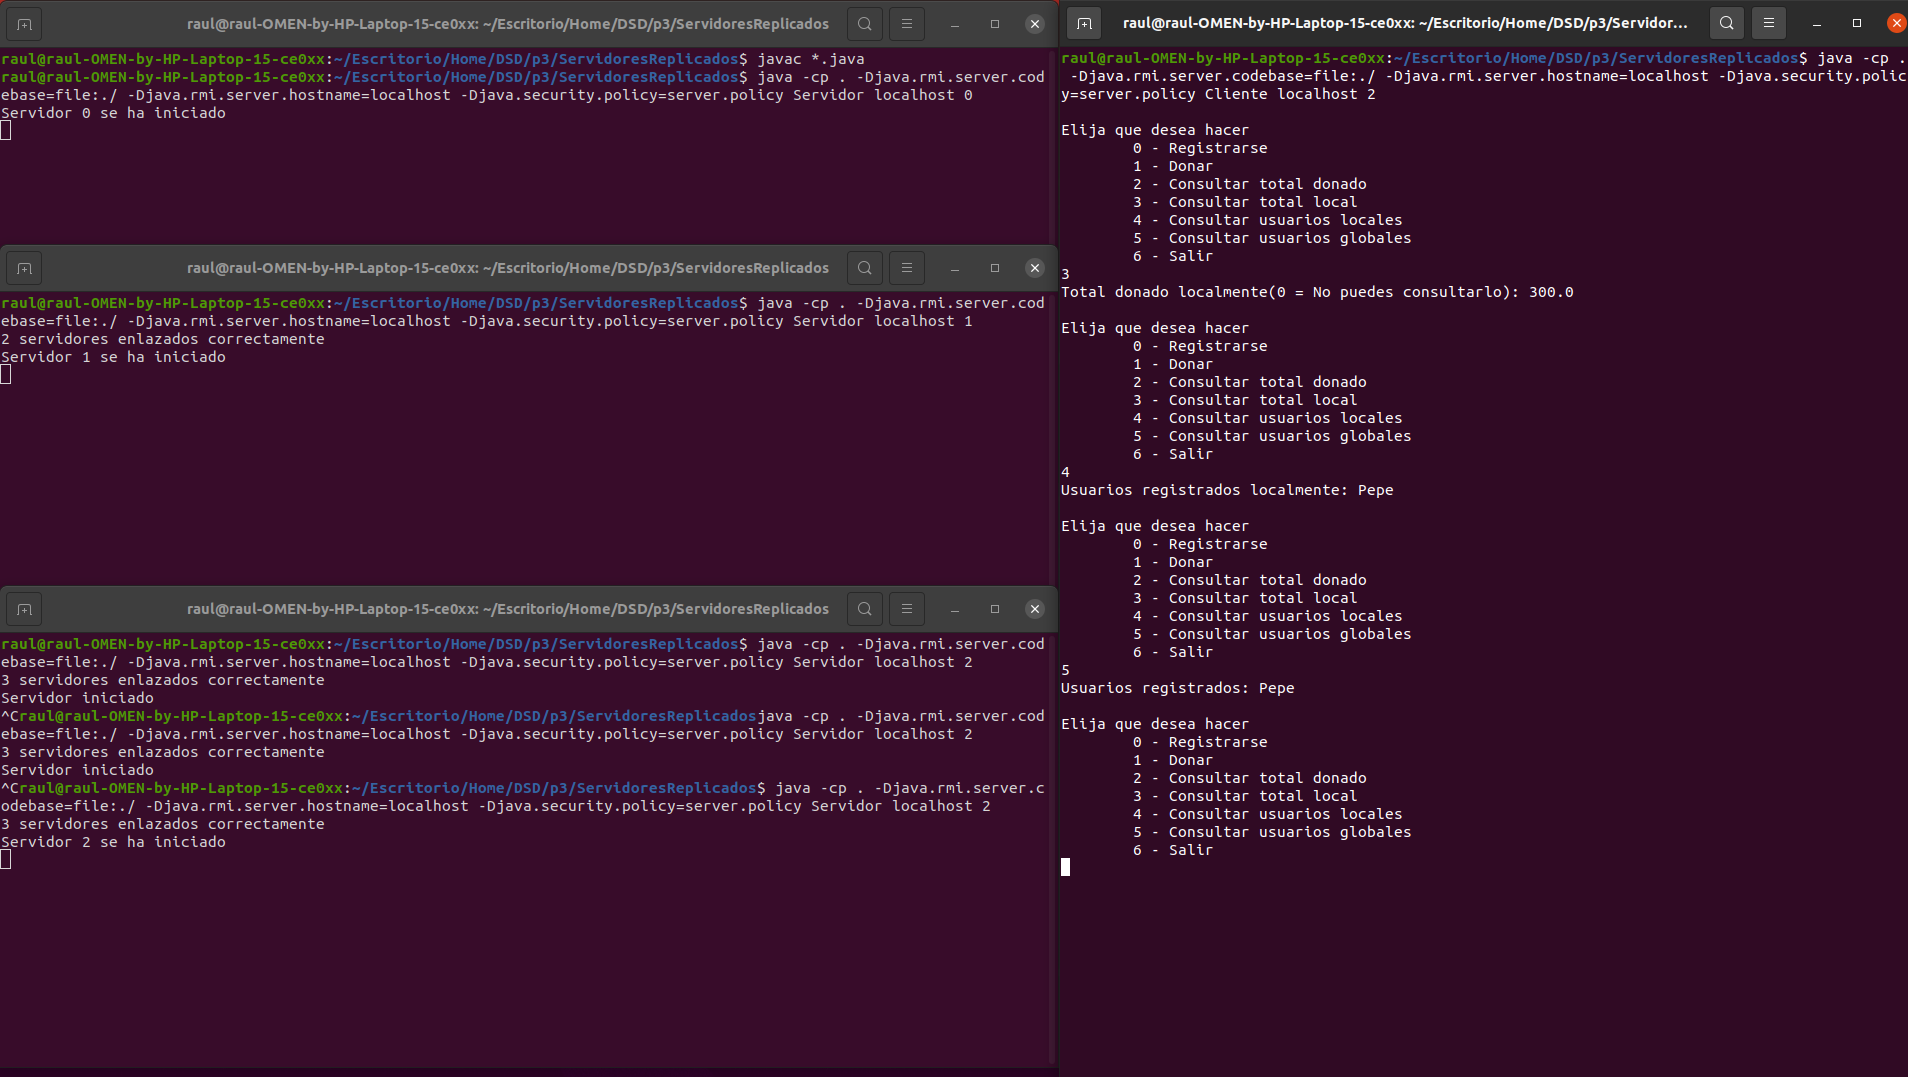 raul@raul-OMEN-by-HP-Laptop-15-ce0xx: ~/Escritorio/Home/DSD/p3/ServidoresReplicados
raul@raul-OMEN-by-HP-Laptop-15-ce0xx:~/Escritorio/Home/DSD/p3/ServidoresReplicados$ javac *.java
raul@raul-OMEN-by-HP-Laptop-15-ce0xx:~/Escritorio/Home/DSD/p3/ServidoresReplicados$ java -cp . -Djava.rmi.server.cod
ebase=file:./ -Djava.rmi.server.hostname=localhost -Djava.security.policy=server.policy Servidor localhost 0
Servidor 0 se ha iniciado
raul@raul-OMEN-by-HP-Laptop-15-ce0xx: ~/Escritorio/Home/DSD/p3/ServidoresReplicados
raul@raul-OMEN-by-HP-Laptop-15-ce0xx:~/Escritorio/Home/DSD/p3/ServidoresReplicados$ java -cp . -Djava.rmi.server.cod
ebase=file:./ -Djava.rmi.server.hostname=localhost -Djava.security.policy=server.policy Servidor localhost 1
2 servidores enlazados correctamente
Servidor 1 se ha iniciado
raul@raul-OMEN-by-HP-Laptop-15-ce0xx: ~/Escritorio/Home/DSD/p3/ServidoresReplicados
raul@raul-OMEN-by-HP-Laptop-15-ce0xx:~/Escritorio/Home/DSD/p3/ServidoresReplicados$ java -cp . -Djava.rmi.server.cod
ebase=file:./ -Djava.rmi.server.hostname=localhost -Djava.security.policy=server.policy Servidor localhost 2
3 servidores enlazados correctamente
Servidor iniciado
^Craul@raul-OMEN-by-HP-Laptop-15-ce0xx:~/Escritorio/Home/DSD/p3/ServidoresReplicadosjava -cp . -Djava.rmi.server.cod
ebase=file:./ -Djava.rmi.server.hostname=localhost -Djava.security.policy=server.policy Servidor localhost 2
3 servidores enlazados correctamente
Servidor iniciado
^Craul@raul-OMEN-by-HP-Laptop-15-ce0xx:~/Escritorio/Home/DSD/p3/ServidoresReplicados$ java -cp . -Djava.rmi.server.c
odebase=file:./ -Djava.rmi.server.hostname=localhost -Djava.security.policy=server.policy Servidor localhost 2
3 servidores enlazados correctamente
Servidor 2 se ha iniciado
raul@raul-OMEN-by-HP-Laptop-15-ce0xx: ~/Escritorio/Home/DSD/p3/Servidor...
raul@raul-OMEN-by-HP-Laptop-15-ce0xx:~/Escritorio/Home/DSD/p3/ServidoresReplicados$ java -cp .
-Djava.rmi.server.codebase=file:./ -Djava.rmi.server.hostname=localhost -Djava.security.polic
y=server.policy Cliente localhost 2
Elija que desea hacer
0 - Registrarse
1 - Donar
2 - Consultar total donado
3 - Consultar total local
4 - Consultar usuarios locales
5 - Consultar usuarios globales
6 - Salir
3
Total donado localmente(0 = No puedes consultarlo): 300.0
Elija que desea hacer
0 - Registrarse
1 - Donar
2 - Consultar total donado
3 - Consultar total local
4 - Consultar usuarios locales
5 - Consultar usuarios globales
6 - Salir
4
Usuarios registrados localmente: Pepe
Elija que desea hacer
0 - Registrarse
1 - Donar
2 - Consultar total donado
3 - Consultar total local
4 - Consultar usuarios locales
5 - Consultar usuarios globales
6 - Salir
5
Usuarios registrados: Pepe
Elija que desea hacer
0 - Registrarse
1 - Donar
2 - Consultar total donado
3 - Consultar total local
4 - Consultar usuarios locales
5 - Consultar usuarios globales
6 - Salir